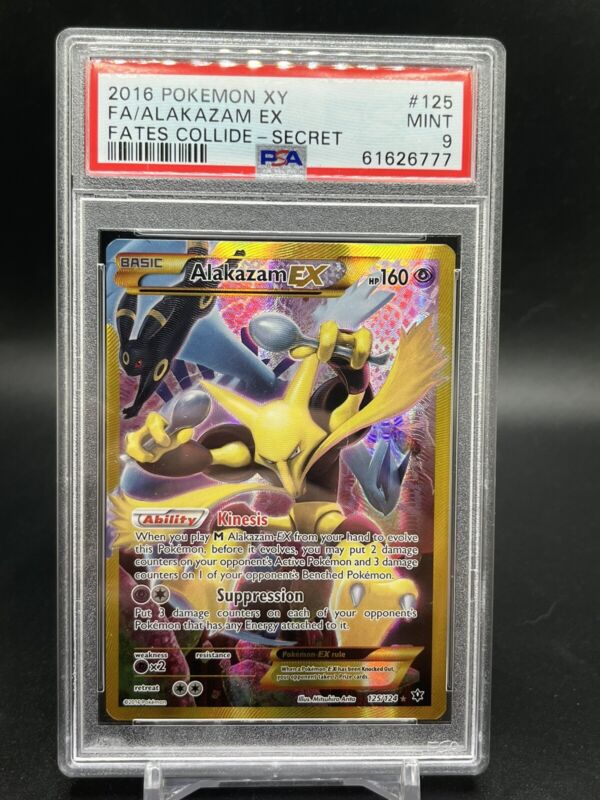 2016 POKEMON XY #125
FA/ALAKAZAM EX MINT
FATES COLLIDE - SECRET 9
PSA 61626777
BASIC
Alakazam EX HP160
Ability Kinesis
When you play M Alakazam-EX from your hand to evolve
this Pokémon, before it evolves, you may put 2 damage
counters on your opponent's Active Pokémon and 3 damage
counters on 1 of your opponent's Benched Pokémon.
Suppression
Put 3 damage counters on each of your opponent's
Pokémon that has any Energy attached to it.
weakness resistance
×2
Pokémon-EX rule
When a Pokémon-EX has been Knocked Out,
your opponent takes 2 Prize cards.
retreat
©2016 Pokémon Illus. Mitsuhiro Arita 125/124